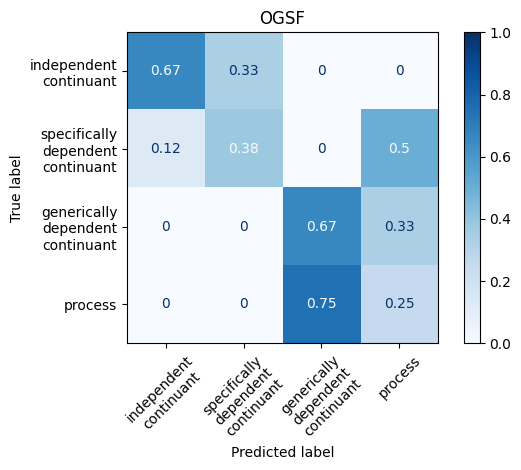 OGSF
True label
independent
continuant
0.67 0.33 0 0
specifically
dependent
continuant
0.12 0.38 0 0.5
generically
dependent
continuant
0 0 0.67 0.33
process
0 0 0.75 0.25
independent
continuant
specifically
dependent
continuant
generically
dependent
continuant
process
Predicted label
1.0
0.8
0.6
0.4
0.2
0.0